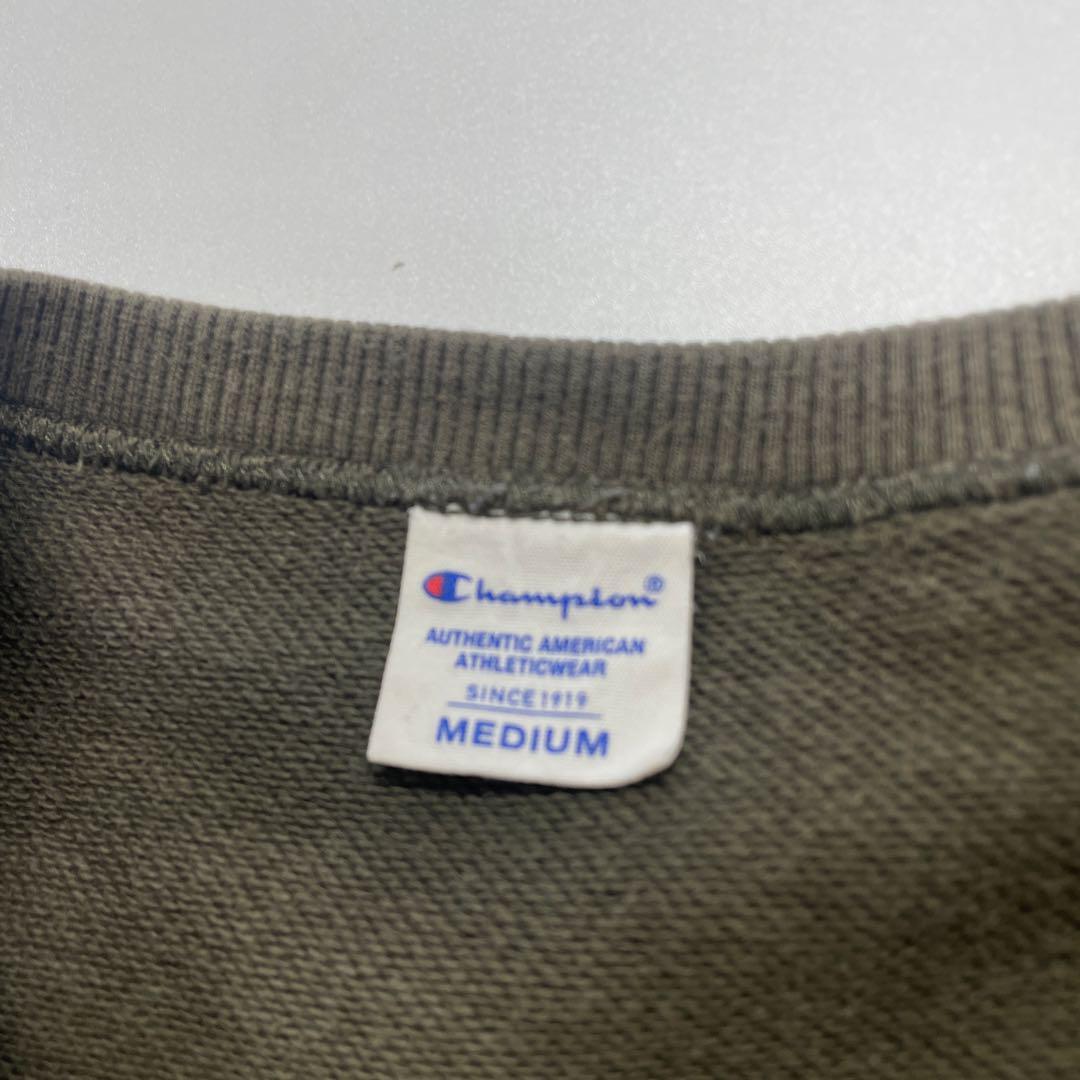 Champion®
AUTHENTIC AMERICAN
ATHLETICWEAR
SINCE 1919
MEDIUM